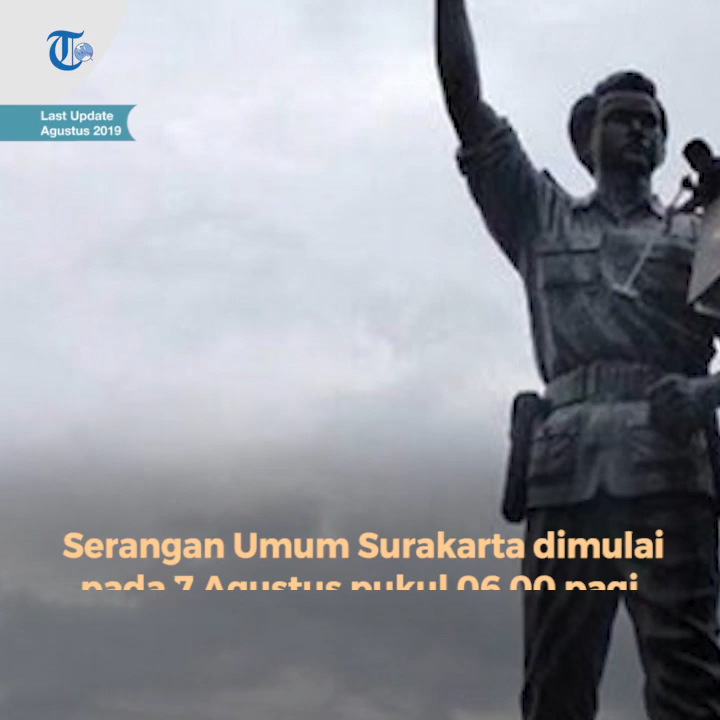 T
Last Update
Agustus 2019
Serangan Umum Surakarta dimulai
pada 7 Agustus pukul 06.00 pagi